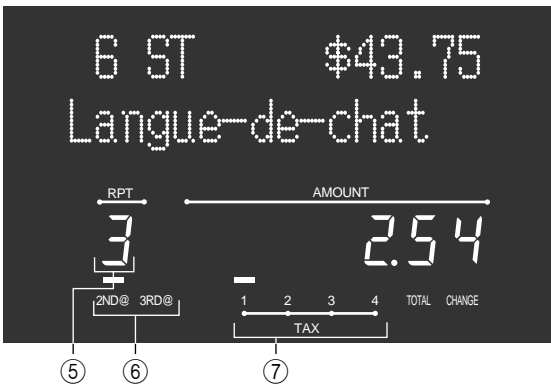 6 ST $43.75
Langue-de-chat
RPT AMOUNT
3 2.54
2ND@ 3RD@ 1 2 3 4 TOTAL CHANGE
TAX
⑤ ⑥ ⑦